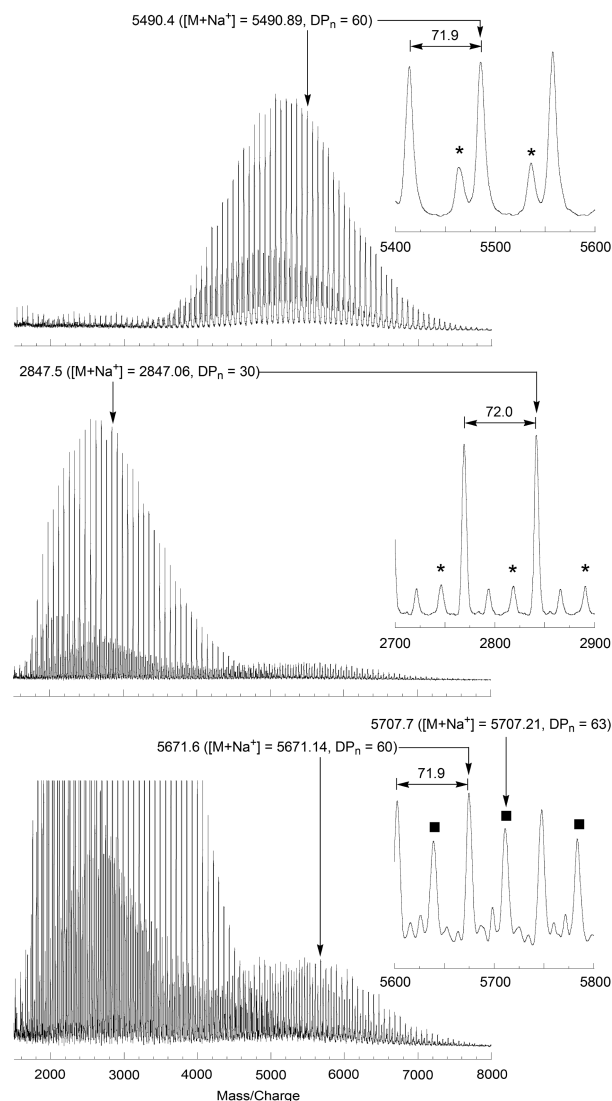 5490.4 ([M+Na⁺] = 5490.89, DPₙ = 60)
71.9
* *
5400 5500 5600
2847.5 ([M+Na⁺] = 2847.06, DPₙ = 30)
72.0
* * *
2700 2800 2900
5707.7 ([M+Na⁺] = 5707.21, DPₙ = 63)
5671.6 ([M+Na⁺] = 5671.14, DPₙ = 60)
71.9
■ ■ ■
5600 5700 5800
2000 3000 4000 5000 6000 7000 8000
Mass/Charge